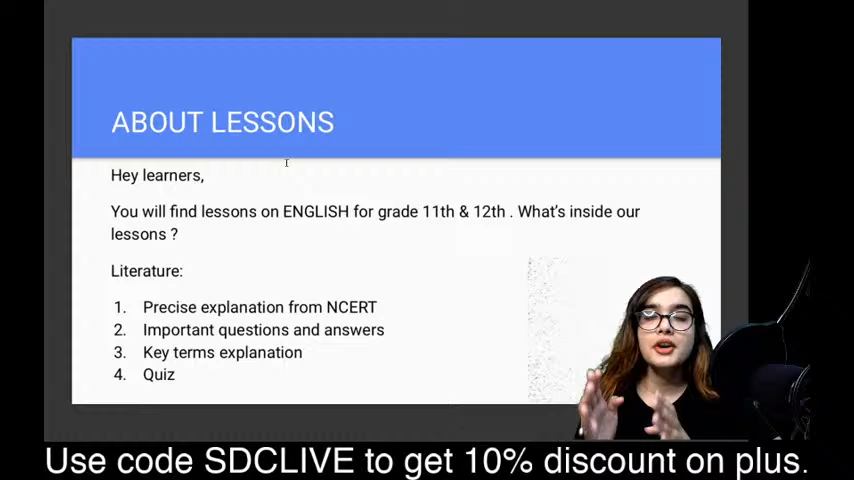 ABOUT LESSONS
Hey learners,
You will find lessons on ENGLISH for grade 11th & 12th . What's inside our
lessons ?
Literature:
1. Precise explanation from NCERT
2. Important questions and answers
3. Key terms explanation
4. Quiz
Use code SDCLIVE to get 10% discount on plus.